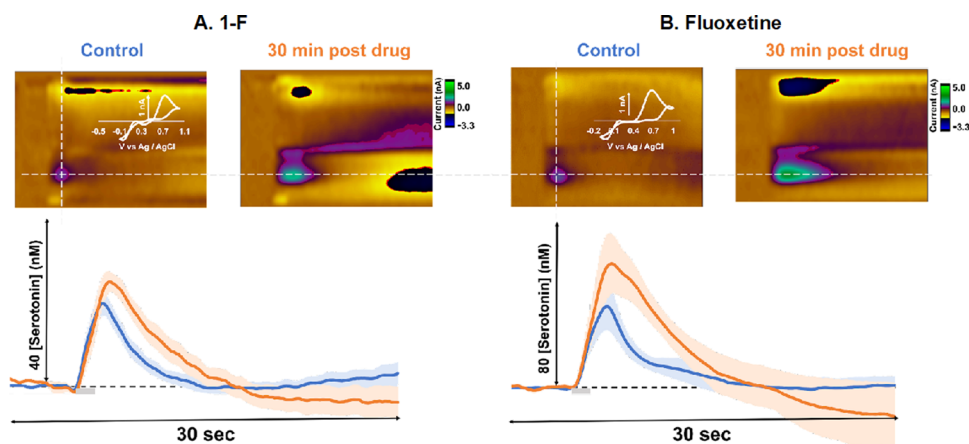 A. 1-F
Control
30 min post drug
1 nA
-0.5 -0.1 0.3 0.7 1.1
V vs Ag / AgCl
Current (nA)
5.0
0.0
-3.3
40 [Serotonin] (nM)
30 sec
B. Fluoxetine
Control
30 min post drug
1 nA
-0.2 0.1 0.4 0.7 1
V vs Ag / AgCl
Current (nA)
5.0
0.0
-3.3
80 [Serotonin] (nM)
30 sec